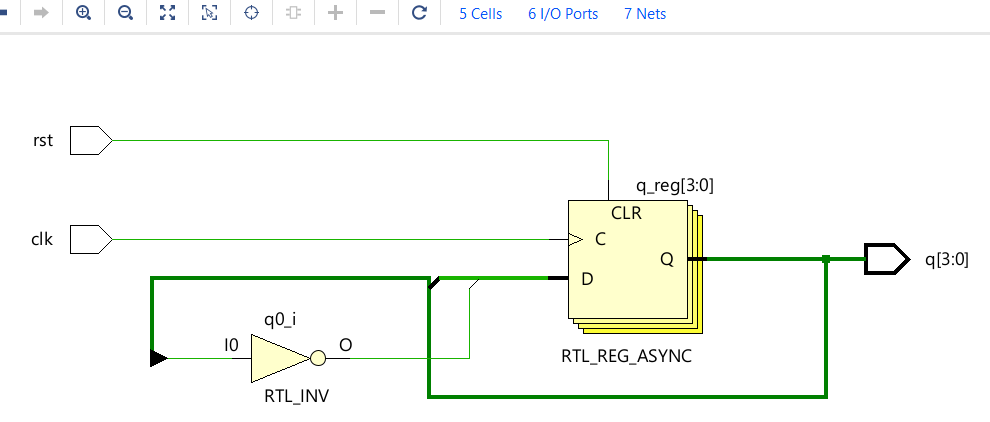 5 Cells 6 I/O Ports 7 Nets
rst
q_reg[3:0]
CLR
clk
C
Q
q[3:0]
D
q0_i
I0
O
RTL_REG_ASYNC
RTL_INV